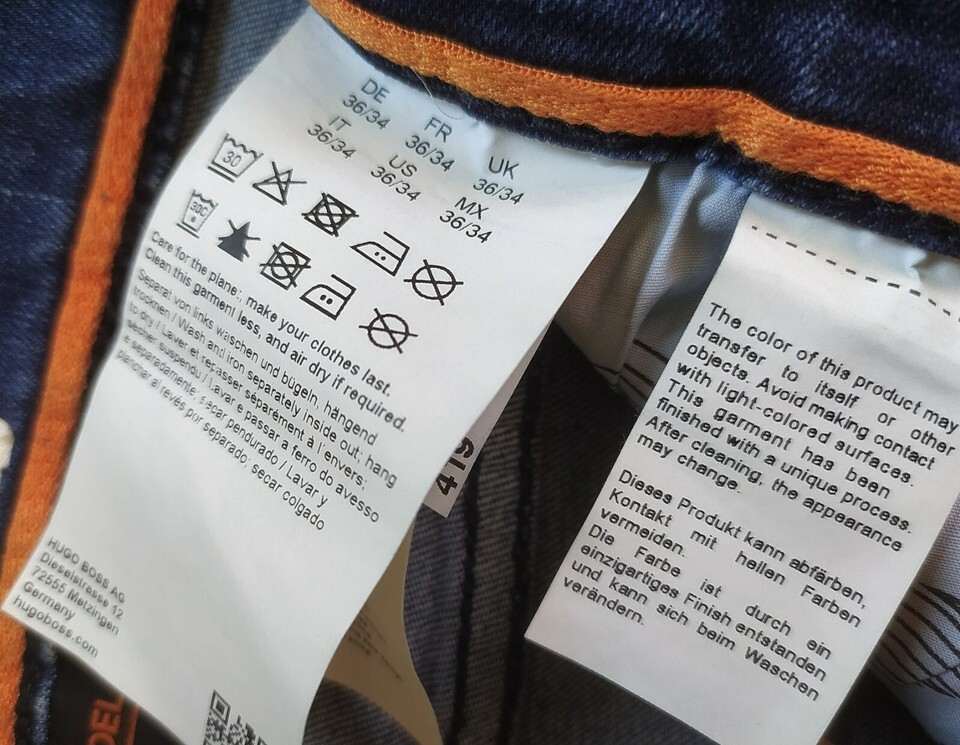 DE
36/34
FR
36/34
UK
36/34
IT
36/34
US
36/34
MX
36/34
30
30C
Care for the plane:, make your clothes last.
Clean this garment less, and air dry if required.
Separat von links waschen und bügeln, hängend
trocknen / Wash and iron separately inside out; hang
to dry / Laver et repasser séparément à l'envers;
sécher suspendu / Lavar e passar a ferro do avesso
e separadamente; secar pendurado / Lavar y
planchar al revés por separado; secar colgado
HUGO BOSS AG
Dieselstrasse 12
72555 Metzingen
Germany
hugoboss.com
4/9
DEL
The color of this product may
transfer to itself or other
objects. Avoid making contact
with light-colored surfaces.
This garment has been
finished with a unique process.
After cleaning, the appearance
may change.
Dieses Produkt kann abfärben,
Kontakt mit hellen Farben
vermeiden.
Die Farbe ist durch ein
einzigartiges Finish entstanden
und kann sich beim Waschen
verändern.